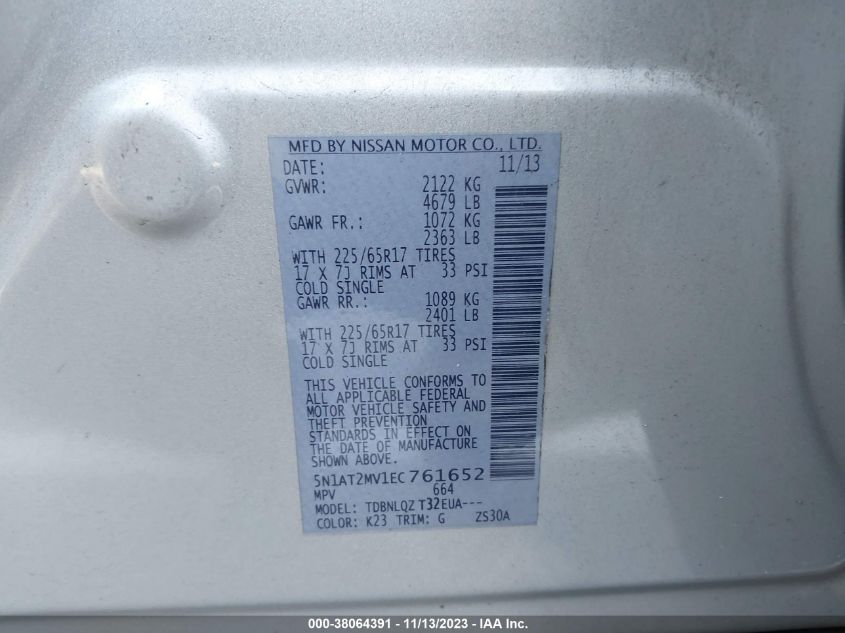 MFD BY NISSAN MOTOR CO., LTD.
DATE: 11/13
GVWR: 2122 KG
4679 LB
GAWR FR.: 1072 KG
2363 LB
WITH 225/65R17 TIRES
17 X 7J RIMS AT 33 PSI
COLD SINGLE
GAWR RR.: 1089 KG
2401 LB
WITH 225/65R17 TIRES
17 X 7J RIMS AT 33 PSI
COLD SINGLE
THIS VEHICLE CONFORMS TO
ALL APPLICABLE FEDERAL
MOTOR VEHICLE SAFETY AND
THEFT PREVENTION
STANDARDS IN EFFECT ON
THE DATE OF MANUFACTURE
SHOWN ABOVE.
5N1AT2MV1EC761652
MPV 664
MODEL: TDBNLQZ T32EUA---
COLOR: K23 TRIM: G ZS30A
000-38064391 - 11/13/2023 - IAA Inc.